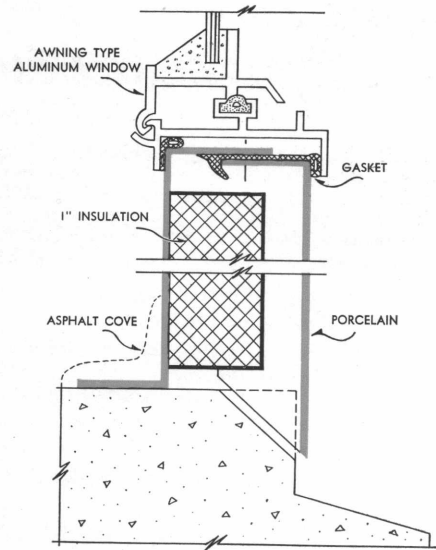 AWNING TYPE
ALUMINUM WINDOW
GASKET
1" INSULATION
ASPHALT COVE
PORCELAIN